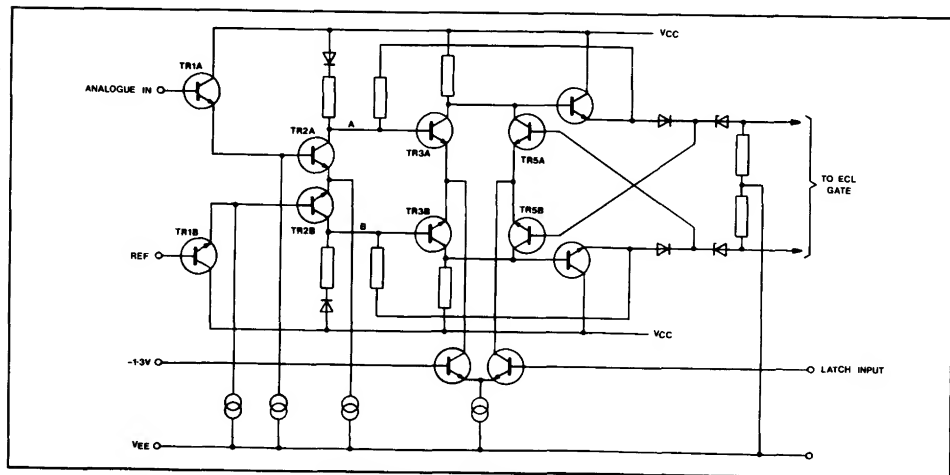 VCC
TR1A
ANALOGUE IN
TR2A
A
TR3A
TR5A
TO ECL
GATE
TR2B
B
TR3B
TR5B
TR1B
REF
VCC
-1·3V
LATCH INPUT
VEE